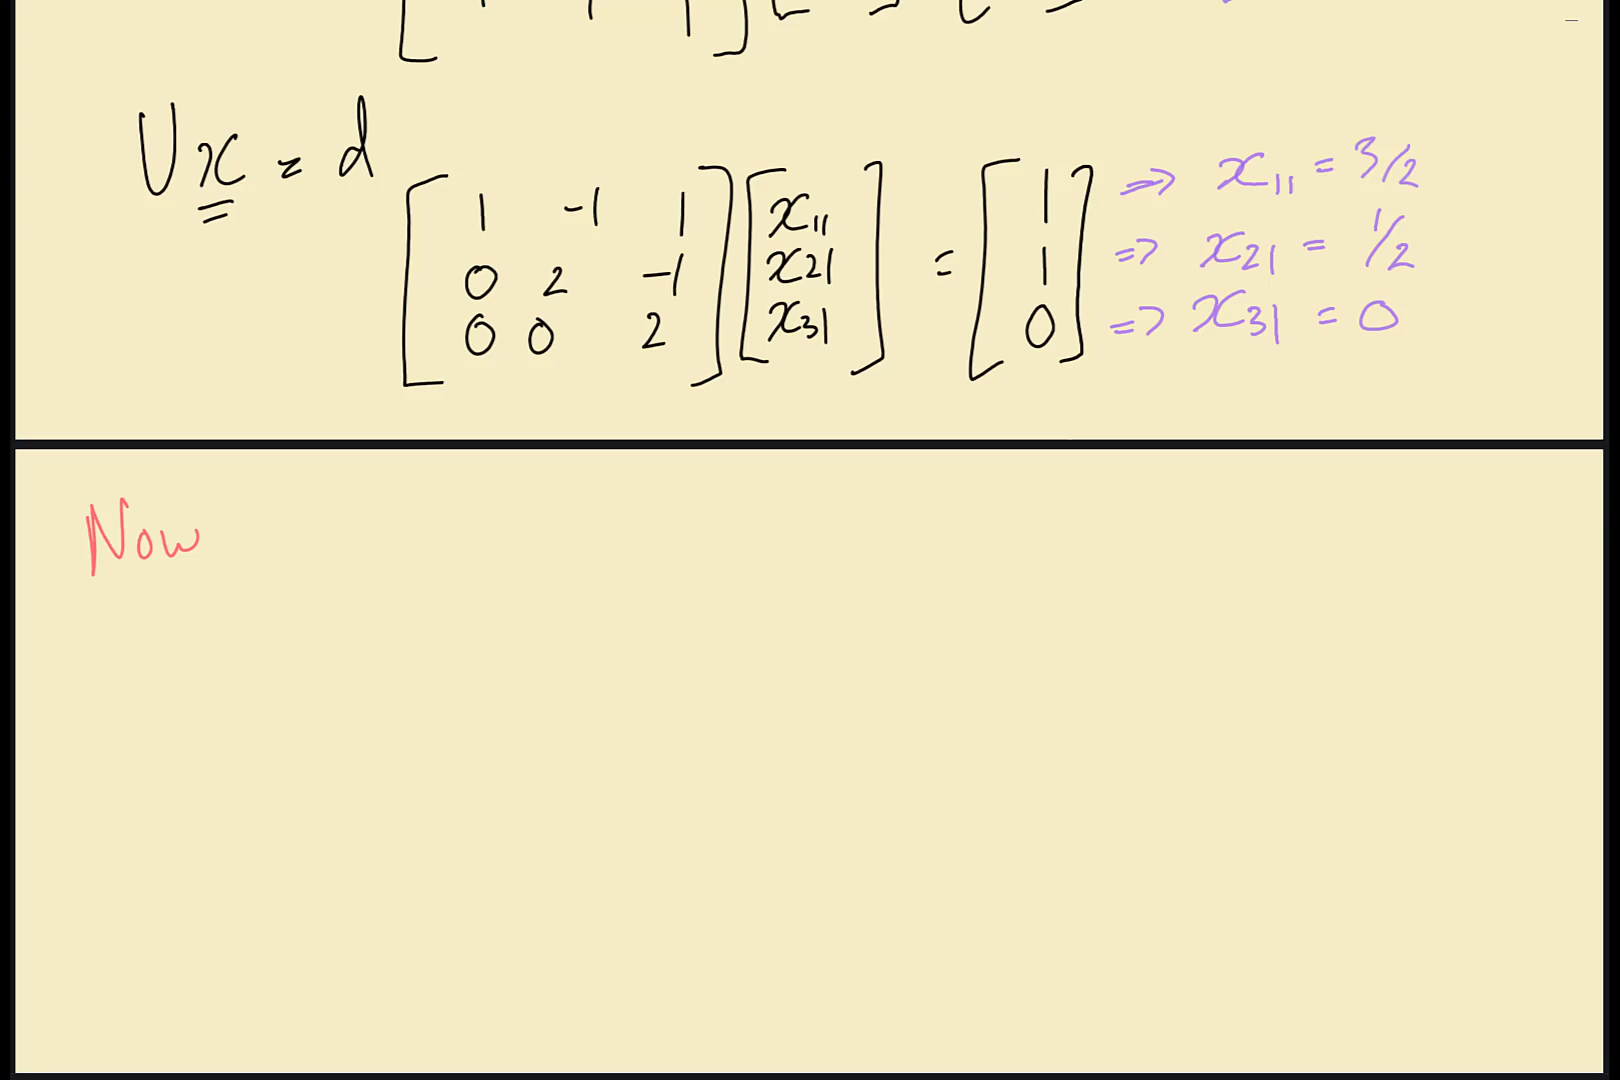 Ux = d
[ 1 -1 1 ] [ x11 ] = [ 1 ] => x11 = 3/2
[ 0 2 -1 ] [ x21 ] = [ 1 ] => x21 = 1/2
[ 0 0 2 ] [ x31 ] = [ 0 ] => x31 = 0
Now